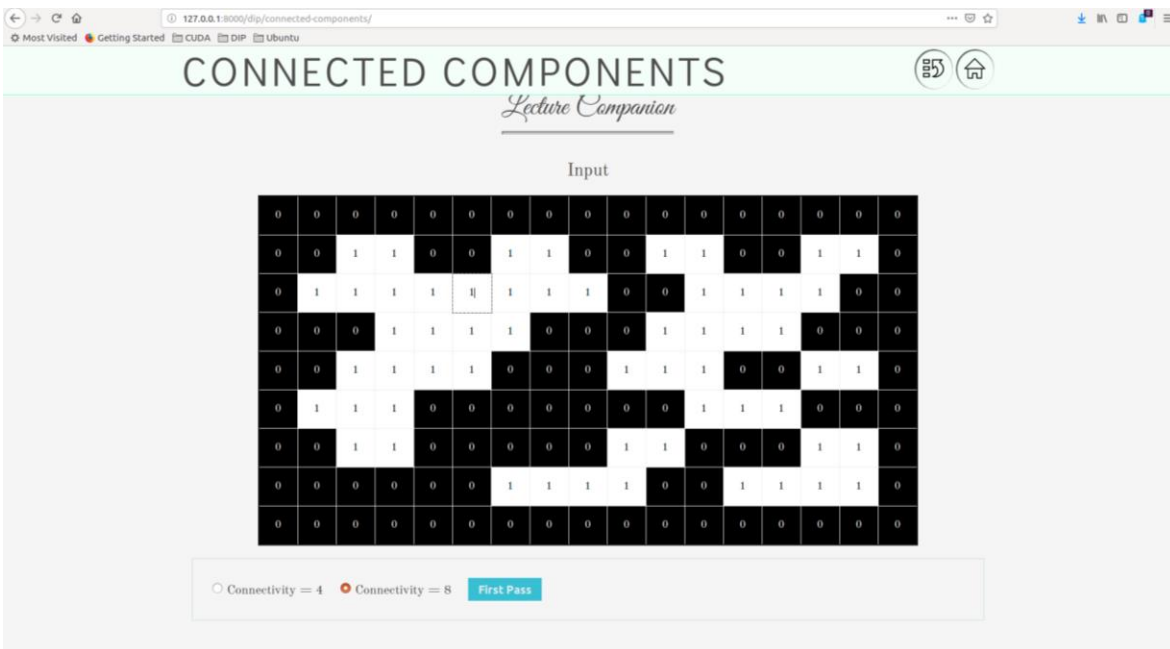 127.0.0.1:8000/dip/connected-components/
Most Visited Getting Started CUDA DIP Ubuntu
CONNECTED COMPONENTS
Lecture Companion
Input
0 0 0 0 0 0 0 0 0 0 0 0 0 0 0 0 0
0 0 1 1 0 0 1 1 0 0 1 1 0 0 1 1 0
0 1 1 1 1 1 1 1 1 0 0 1 1 1 1 0 0
0 0 0 1 1 1 1 0 0 0 1 1 1 1 0 0 0
0 0 1 1 1 1 0 0 0 1 1 1 0 0 1 1 0
0 1 1 1 0 0 0 0 0 0 0 1 1 1 0 0 0
0 0 1 1 0 0 0 0 0 1 1 0 0 0 1 1 0
0 0 0 0 0 0 1 1 1 1 0 0 1 1 1 1 0
0 0 0 0 0 0 0 0 0 0 0 0 0 0 0 0 0
Connectivity = 4 Connectivity = 8 First Pass